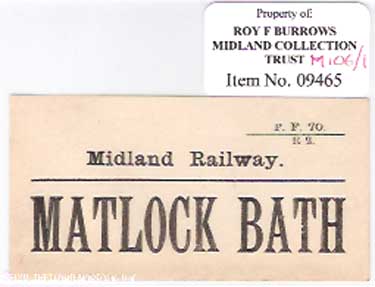 Property of:
ROY F BURROWS
MIDLAND COLLECTION
TRUST M106/1
Item No. 09465
P. F. 70.
R 2.
Midland Railway.
MATLOCK BATH